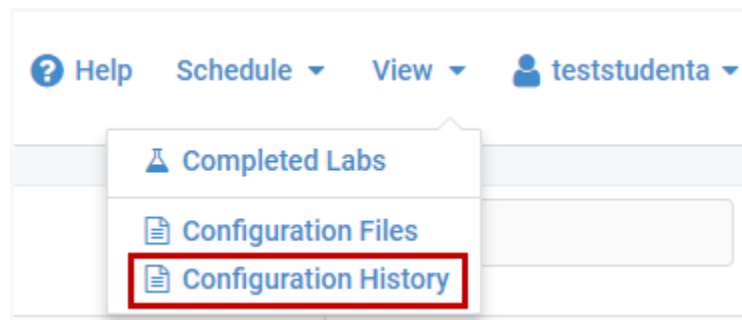 Help Schedule View teststudenta
Completed Labs
Configuration Files
Configuration History